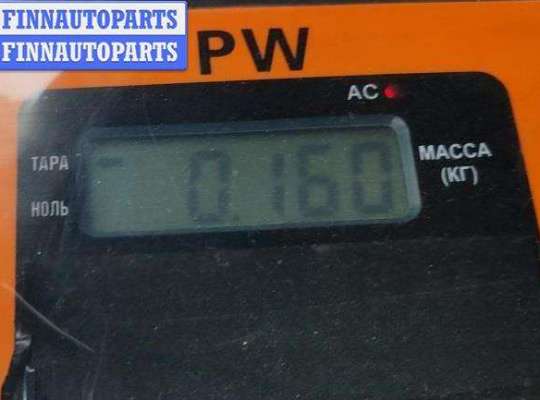 FINNAUTOPARTS
FINNAUTOPARTS
PW
AC
ТАРА
0.160
МАССА
(КГ)
НОЛЬ